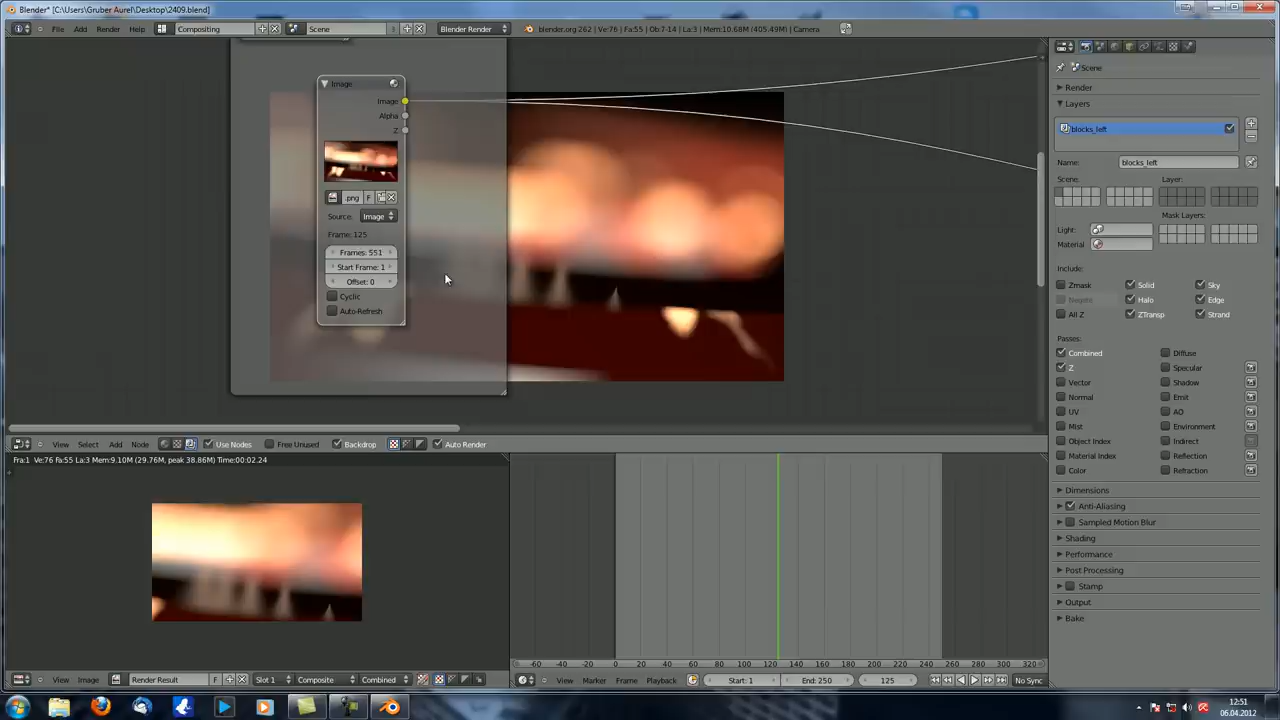 Blender* [C:\Users\Gruber Aurel\Desktop\2409.blend]
File Add Render Help Compositing Scene Blender Render blender.org 262 | Ve:76 | Fa:55 | Ob:7-14 | La:3 | Mem:10.68M (405.49M) | Camera
Image
Image
Alpha
Z
.png F
Source: Image
Frame: 125
Frames: 551
Start Frame: 1
Offset: 0
Cyclic
Auto-Refresh
View Select Add Node Use Nodes Free Unused Backdrop Auto Render
Fra:1 Ve:76 Fa:55 La:3 Mem:9.10M (29.76M, peak 38.86M) Time:00:02.24
View Image Render Result F Slot 1 Composite Combined
-60 -40 -20 0 20 40 60 80 100 120 140 160 180 200 220 240 260 280 300 320
View Marker Frame Playback Start: 1 End: 250 125 No Sync
Scene
Render
Layers
blocks_left
Name: blocks_left
Scene: Layer:
Mask Layers:
Light:
Material
Include:
Zmask Solid Sky
Negate Halo Edge
All Z ZTransp Strand
Passes:
Combined Diffuse
Z Specular
Vector Shadow
Normal Emit
UV AO
Mist Environment
Object Index Indirect
Material Index Reflection
Color Refraction
Dimensions
Anti-Aliasing
Sampled Motion Blur
Shading
Performance
Post Processing
Stamp
Output
Bake
12:51
06.04.2012